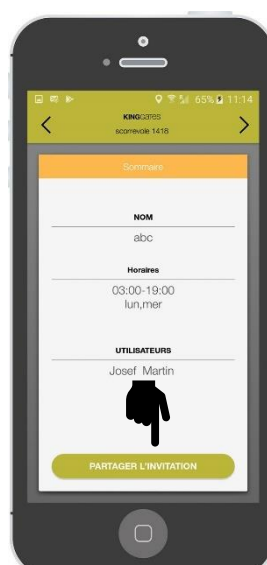 65% 11:14
KINGgates
scorrevole 1418
Sommaire
NOM
abc
Horaires
03:00-19:00
lun,mer
UTILISATEURS
Josef Martin
PARTAGER L'INVITATION